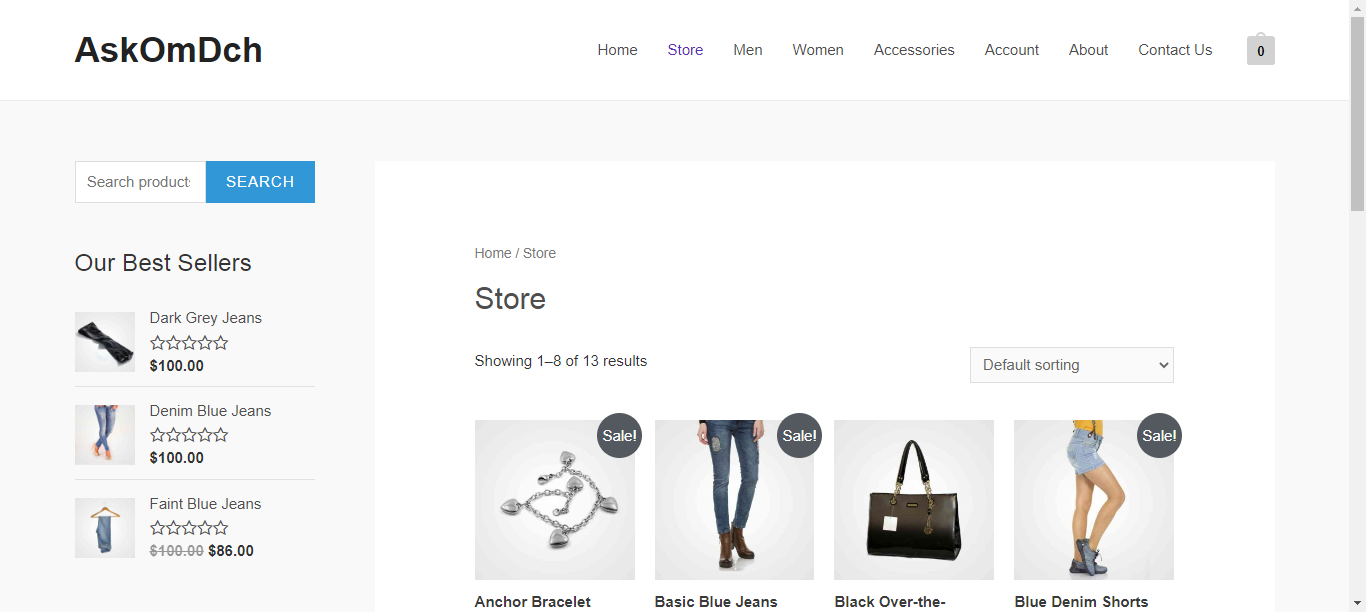 AskOmDch
Home Store Men Women Accessories Account About Contact Us 0
Search products
SEARCH
Our Best Sellers
Dark Grey Jeans
$100.00
Denim Blue Jeans
$100.00
Faint Blue Jeans
$100.00 $86.00
Home / Store
Store
Showing 1–8 of 13 results
Default sorting
Sale!
Sale!
Sale!
Anchor Bracelet
Basic Blue Jeans
Black Over-the-
Blue Denim Shorts